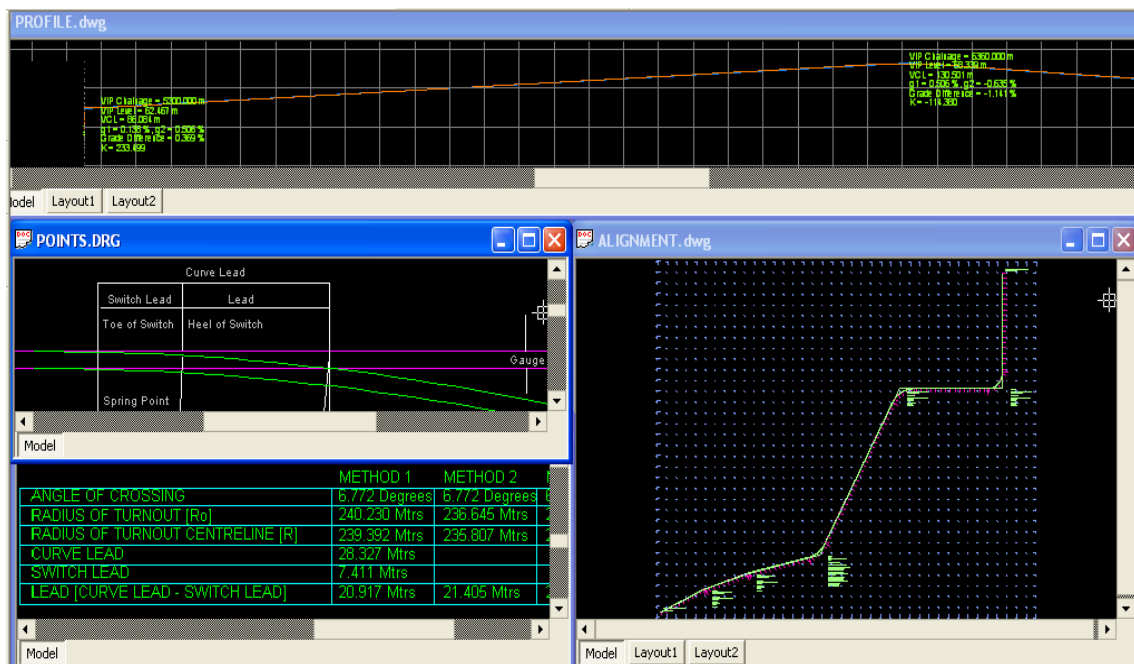 PROFILE.dwg
VIP Chainage = 5200.000 m
VIP Level = 62.467 m
VCL = 86.084 m
g1 = 0.138 %, g2 = 0.506 %
Grade Difference = 0.369 %
K = 233.499
VIP Chainage = 6360.000m
VIP Level = 68.339 m
VCL = 130.501 m
g1 = 0.506 %, g2 = -0.635 %
Grade Difference = -1.141 %
K = -114.380
odel Layout1 Layout2
POINTS.DRG
Curve Lead
Switch Lead Lead
Toe of Switch Heel of Switch
Gauge
Spring Point
Model
METHOD 1 METHOD 2
ANGLE OF CROSSING 6.772 Degrees 6.772 Degrees
RADIUS OF TURNOUT [Ro] 240.230 Mtrs 236.645 Mtrs
RADIUS OF TURNOUT CENTRELINE [R] 239.392 Mtrs 235.807 Mtrs
CURVE LEAD 28.327 Mtrs
SWITCH LEAD 7.411 Mtrs
LEAD [CURVE LEAD - SWITCH LEAD] 20.917 Mtrs 21.405 Mtrs
Model
ALIGNMENT.dwg
Model Layout1 Layout2